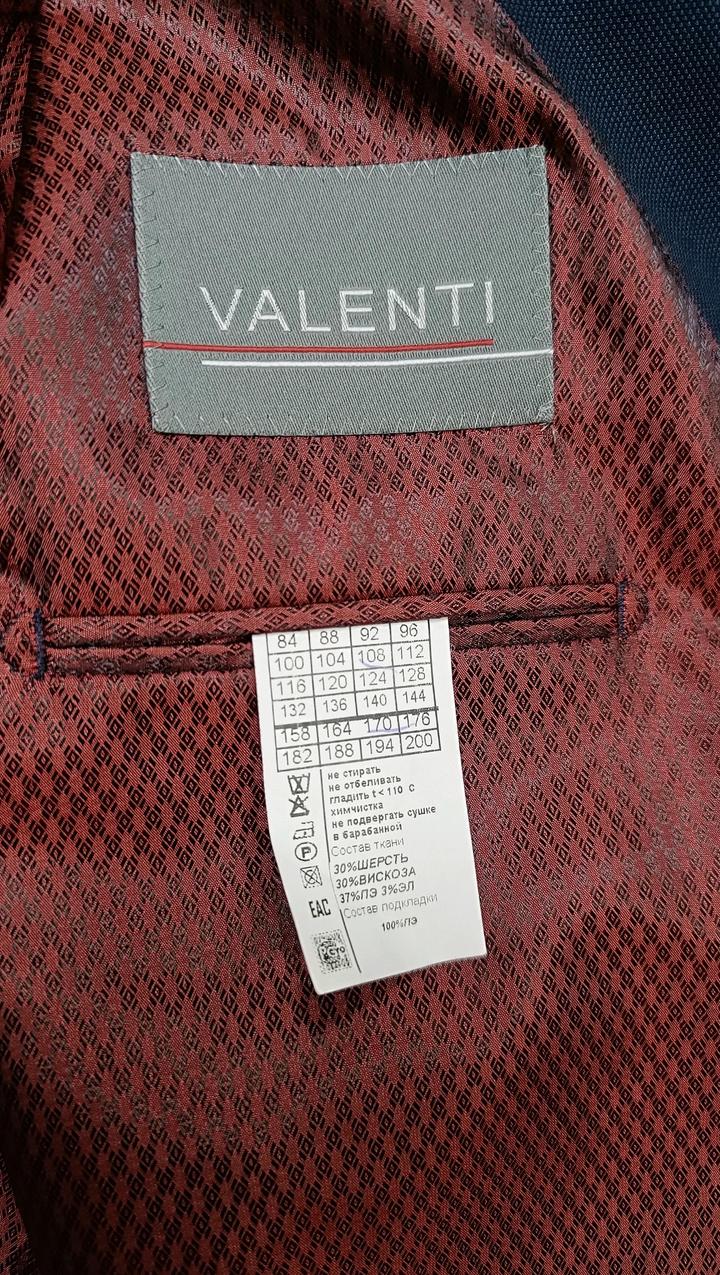 VALENTI
84 88 92 96
100 104 108 112
116 120 124 128
132 136 140 144
158 164 170 176
182 188 194 200
не стирать
не отбеливать
гладить t < 110 С
химчистка
не подвергать сушке
в барабанной
P Состав ткани
30%ШЕРСТЬ
30%ВИСКОЗА
37%ПЭ 3%ЭЛ
EAC Состав подкладки
100%ПЭ